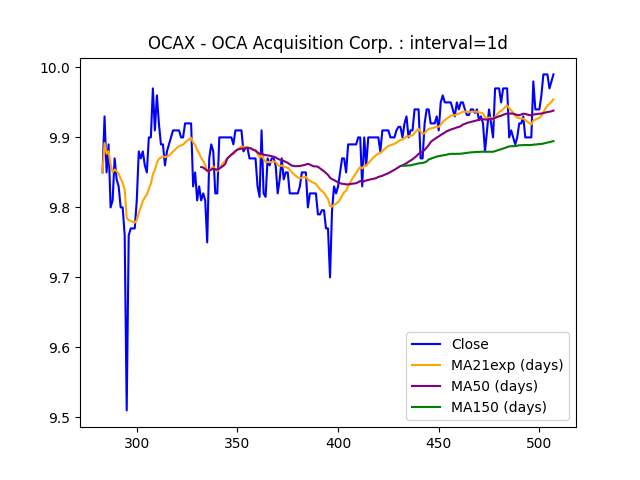 OCAX - OCA Acquisition Corp. : interval=1d
10.0
9.9
9.8
9.7
9.6
9.5
300
350
400
450
500
Close
MA21exp (days)
MA50 (days)
MA150 (days)